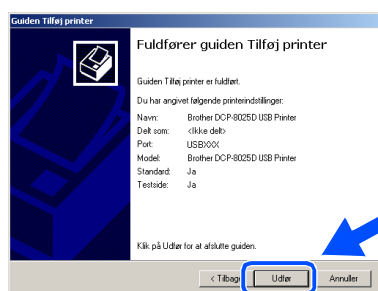 Guiden Tilføj printer
Fuldfører guiden Tilføj printer
Guiden Tilføj printer er fuldført.
Du har angivet følgende printerindstillinger:
Navn: Brother DCP-8025D USB Printer
Delt som: <Ikke delt>
Port: USBXXX
Model: Brother DCP-8025D USB Printer
Standard: Ja
Testside: Ja
Klik på Udfør for at afslutte guiden.
< Tilbage Udfør Annuller